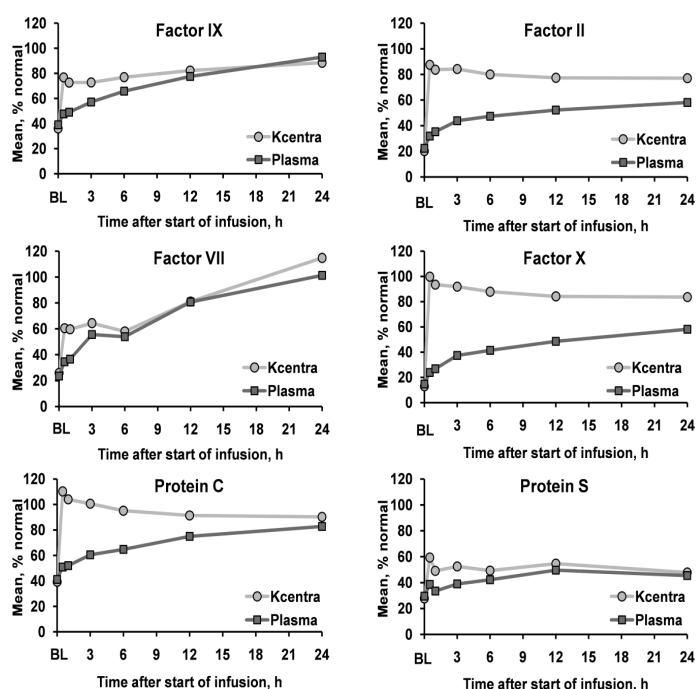 Factor IX
Mean, % normal
120
100
80
60
40
20
0
BL 3 6 9 12 15 18 21 24
Time after start of infusion, h
Kcentra
Plasma
Factor II
Mean, % normal
120
100
80
60
40
20
0
BL 3 6 9 12 15 18 21 24
Time after start of infusion, h
Kcentra
Plasma
Factor VII
Mean, % normal
120
100
80
60
40
20
0
BL 3 6 9 12 15 18 21 24
Time after start of infusion, h
Kcentra
Plasma
Factor X
Mean, % normal
120
100
80
60
40
20
0
BL 3 6 9 12 15 18 21 24
Time after start of infusion, h
Kcentra
Plasma
Protein C
Mean, % normal
120
100
80
60
40
20
0
BL 3 6 9 12 15 18 21 24
Time after start of infusion, h
Kcentra
Plasma
Protein S
Mean, % normal
120
100
80
60
40
20
0
BL 3 6 9 12 15 18 21 24
Time after start of infusion, h
Kcentra
Plasma